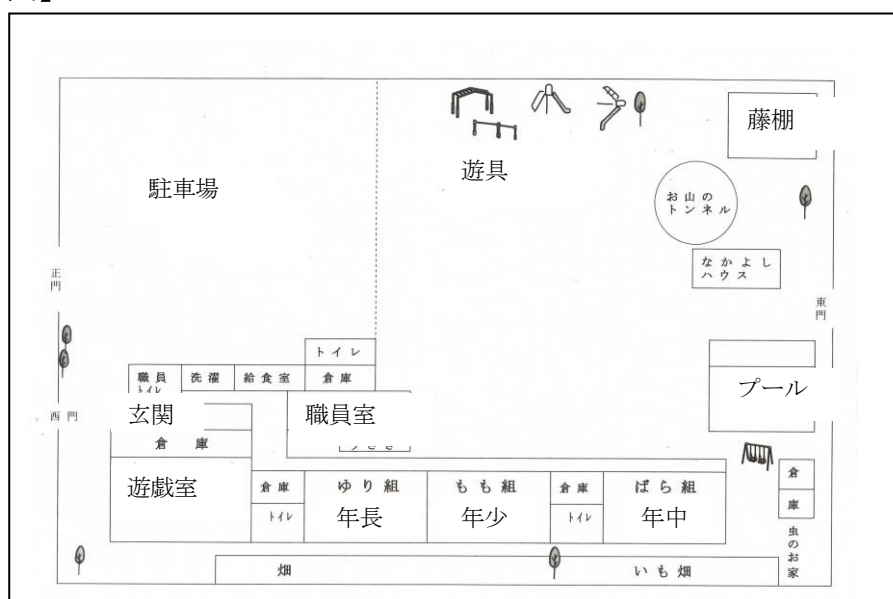 藤棚
遊具
駐車場
お山の
トンネル
なかよし
ハウス
正門
東門
トイレ
職員
トイレ
洗濯
給食室
倉庫
プール
玄関
職員室
西門
倉庫
遊戯室
倉庫
トイレ
ゆり組
年長
もも組
年少
倉庫
トイレ
ばら組
年中
倉庫
虫のお家
畑
いも畑